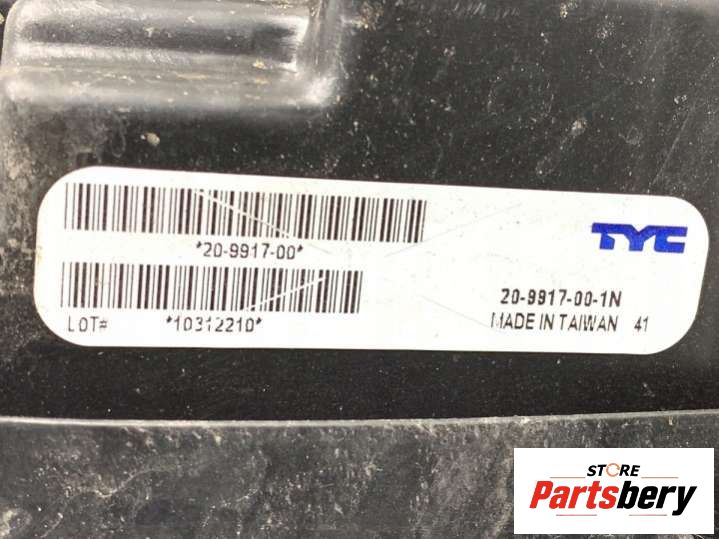 *20-9917-00*
TYC
LOT# *10312210*
20-9917-00-1N
MADE IN TAIWAN 41
STORE
Partsbery